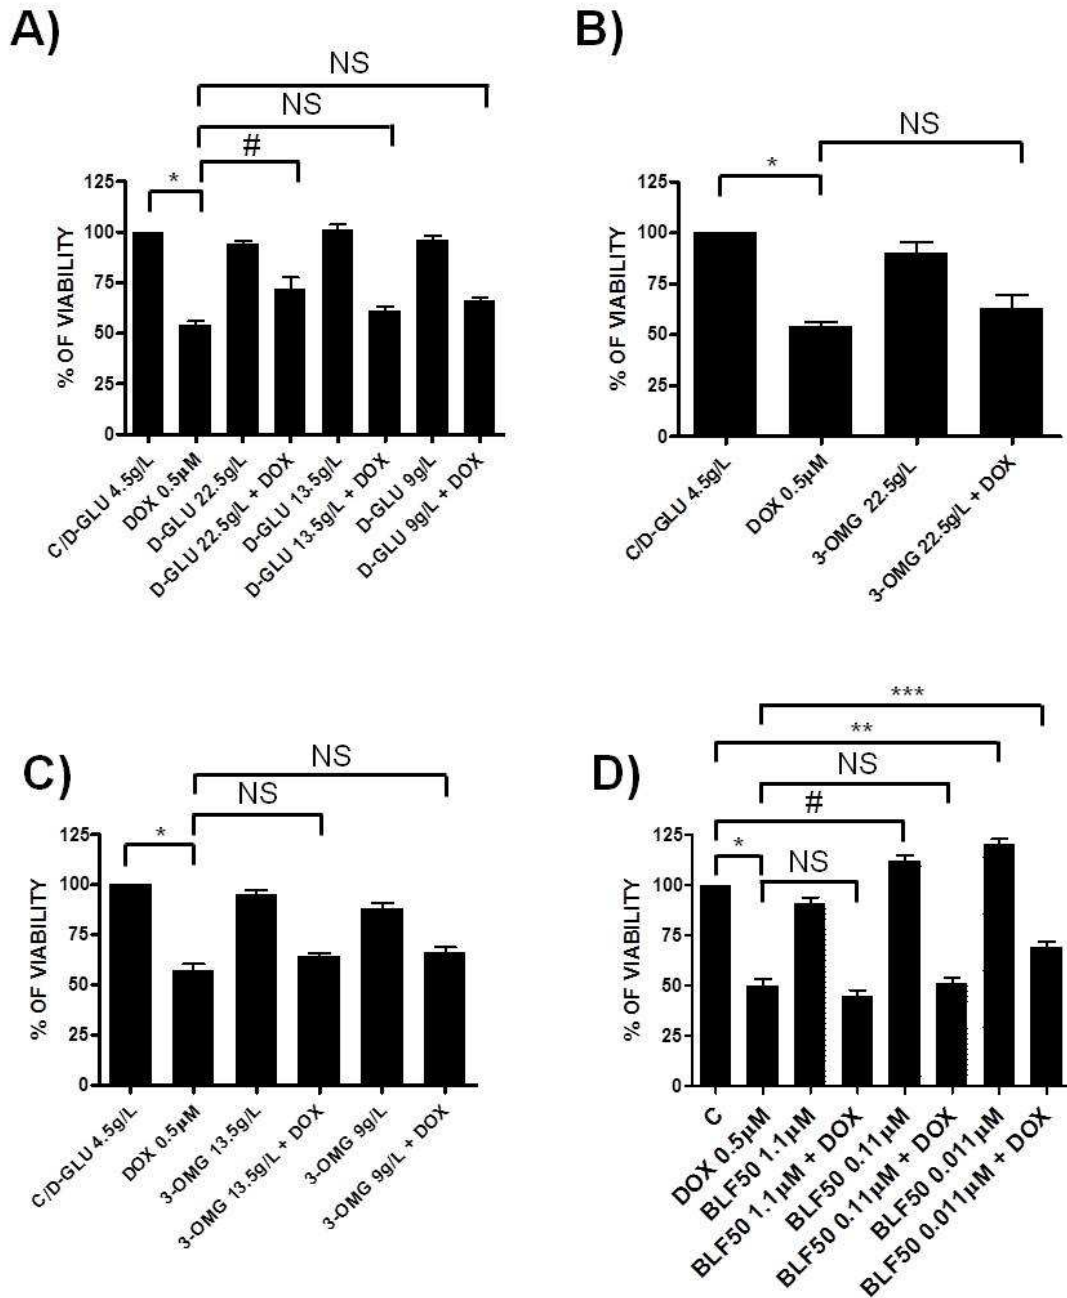 A)
NS
NS
#
*
125
100
75
50
25
0
% OF VIABILITY
C/D-GLU 4.5g/L
DOX 0.5µM
D-GLU 22.5g/L
D-GLU 22.5g/L + DOX
D-GLU 13.5g/L
D-GLU 13.5g/L + DOX
D-GLU 9g/L
D-GLU 9g/L + DOX
B)
NS
*
125
100
75
50
25
0
% OF VIABILITY
C/D-GLU 4.5g/L
DOX 0.5µM
3-OMG 22.5g/L
3-OMG 22.5g/L + DOX
C)
NS
NS
*
125
100
75
50
25
0
% OF VIABILITY
C/D-GLU 4.5g/L
DOX 0.5µM
3-OMG 13.5g/L
3-OMG 13.5g/L + DOX
3-OMG 9g/L
3-OMG 9g/L + DOX
D)
***
**
NS
#
*
NS
125
100
75
50
25
0
% OF VIABILITY
C
DOX 0.5µM
BLF50 1.1µM
BLF50 1.1µM + DOX
BLF50 0.11µM
BLF50 0.11µM + DOX
BLF50 0.011µM
BLF50 0.011µM + DOX